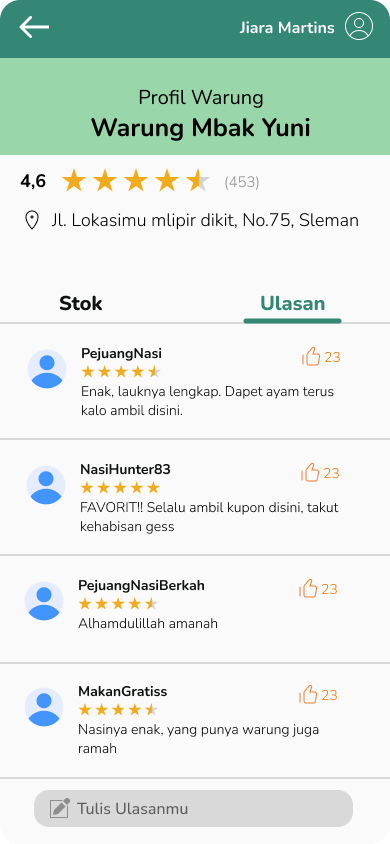 Jiara Martins
Profil Warung
Warung Mbak Yuni
4,6 (453)
Jl. Lokasimu mlipir dikit, No.75, Sleman
Stok Ulasan
PejuangNasi 23
Enak, lauknya lengkap. Dapet ayam terus
kalo ambil disini.
NasiHunter83 23
FAVORIT!! Selalu ambil kupon disini, takut
kehabisan gess
PejuangNasiBerkah 23
Alhamdulillah amanah
MakanGratiss 23
Nasinya enak, yang punya warung juga
ramah
Tulis Ulasanmu